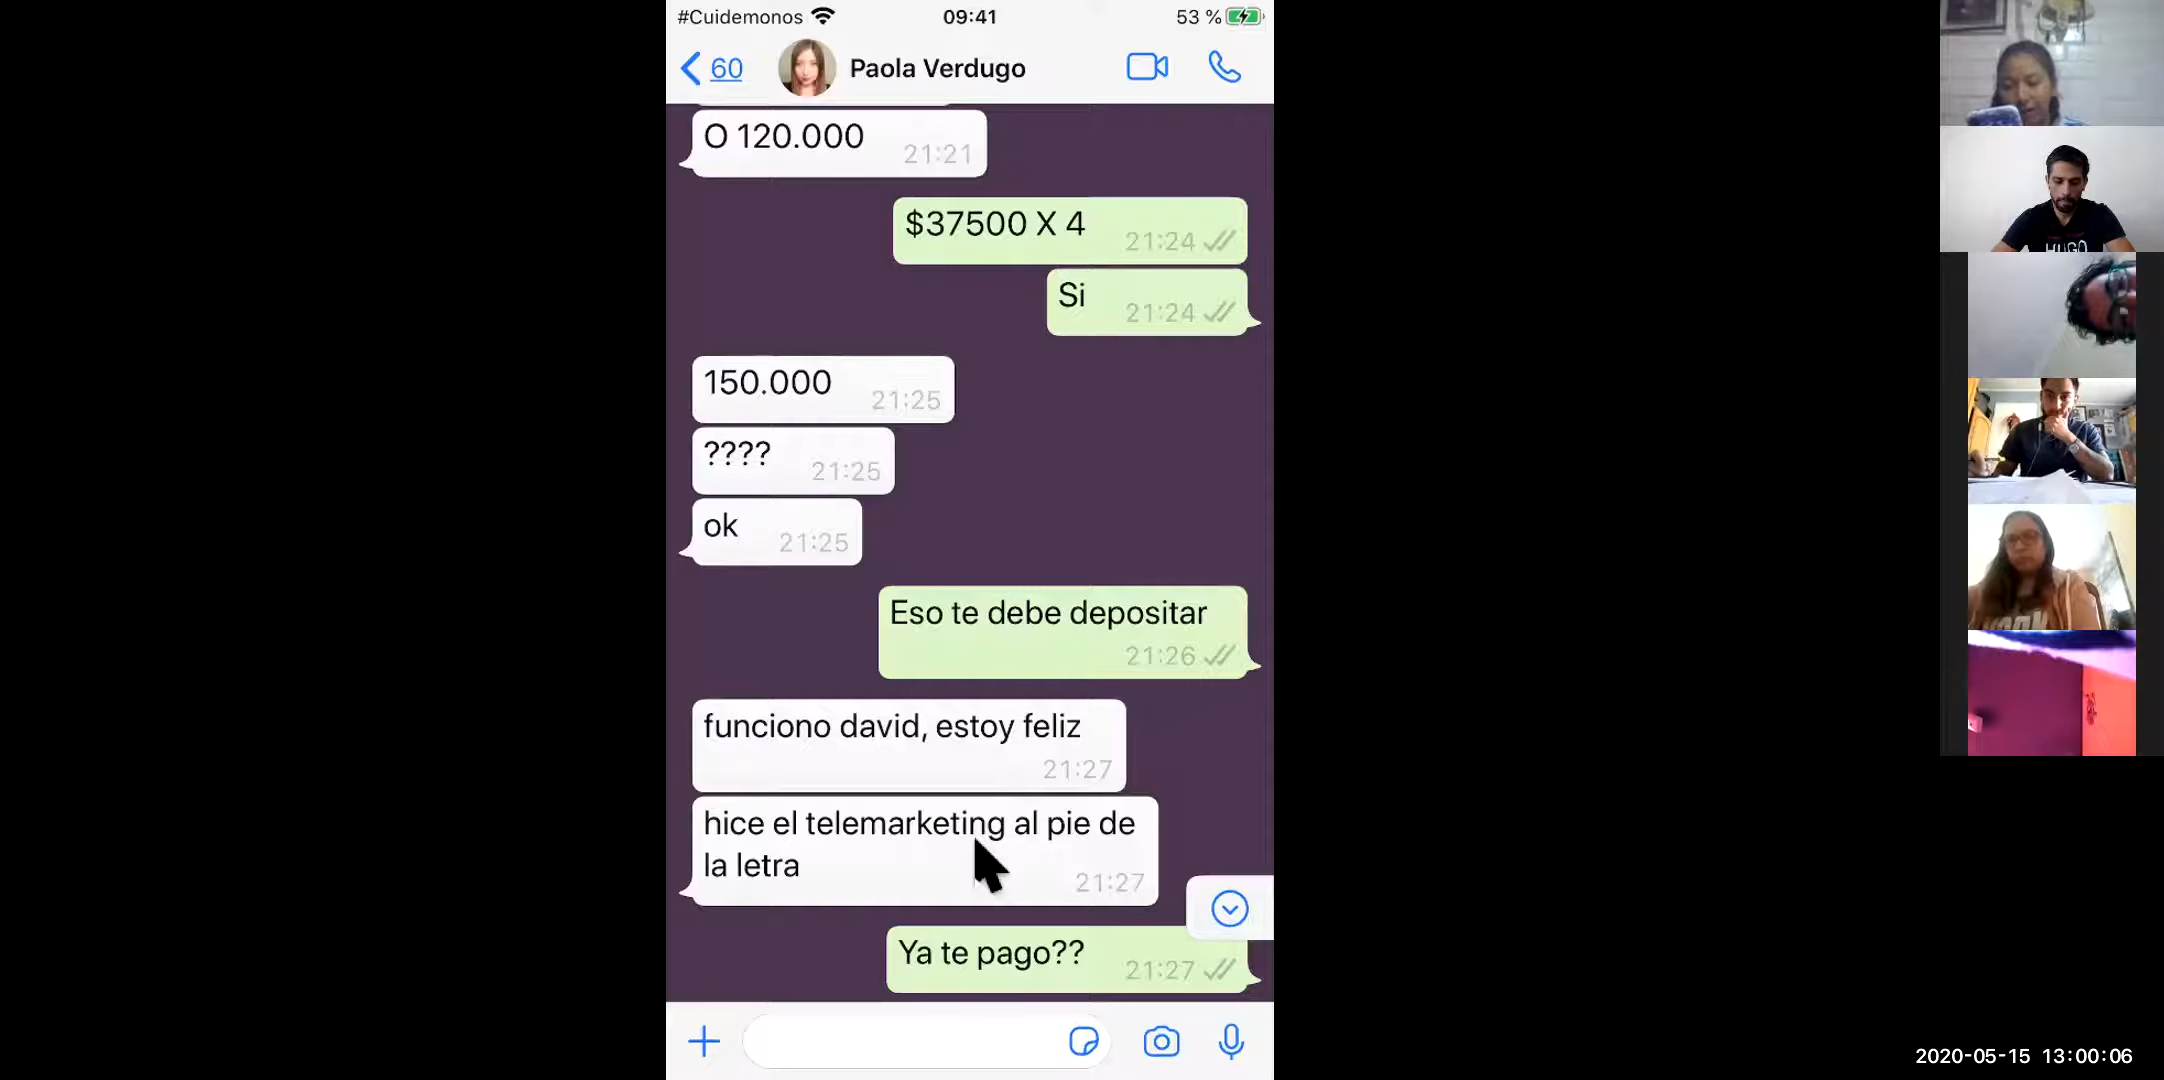 #Cuidemonos 09:41 53 %
60 Paola Verdugo
O 120.000 21:21
$37500 X 4 21:24
Si 21:24
150.000 21:25
???? 21:25
ok 21:25
Eso te debe depositar
21:26
funciono david, estoy feliz
21:27
hice el telemarketing al pie de
la letra 21:27
Ya te pago?? 21:27
HUGO
2020-05-15 13:00:06